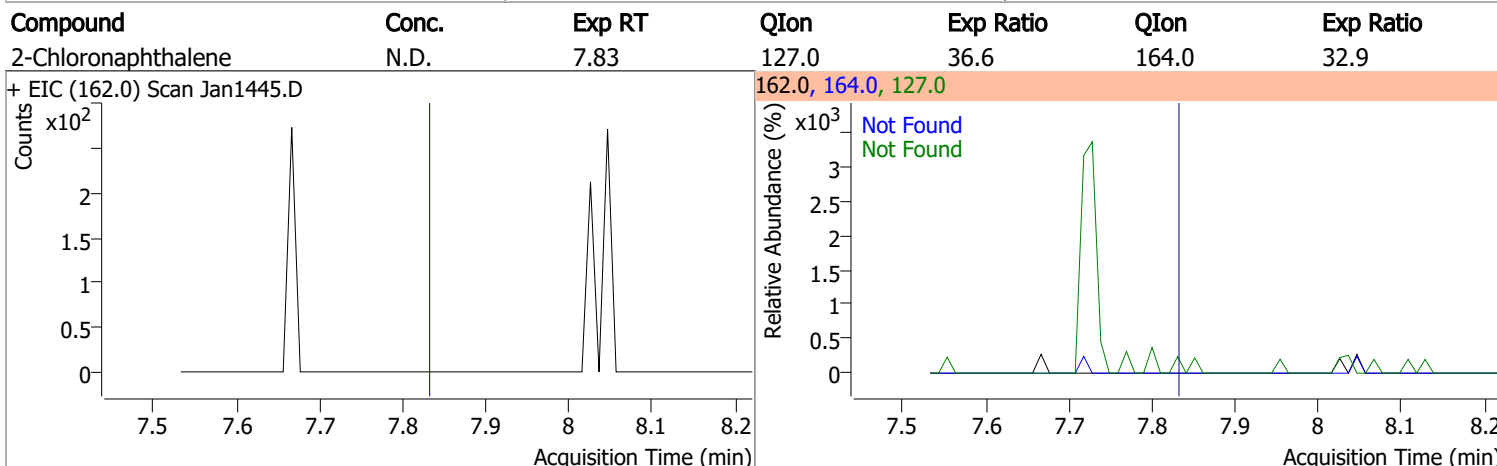 Compound Conc. Exp RT QIon Exp Ratio QIon Exp Ratio
2-Chloronaphthalene N.D. 7.83 127.0 36.6 164.0 32.9
+ EIC (162.0) Scan Jan1445.D
Counts
x10²
2
1.5
1
0.5
0
7.5 7.6 7.7 7.8 7.9 8 8.1 8.2
Acquisition Time (min)
162.0, 164.0, 127.0
Relative Abundance (%)
x10³
Not Found
Not Found
3
2.5
2
1.5
1
0.5
0
7.5 7.6 7.7 7.8 7.9 8 8.1 8.2
Acquisition Time (min)